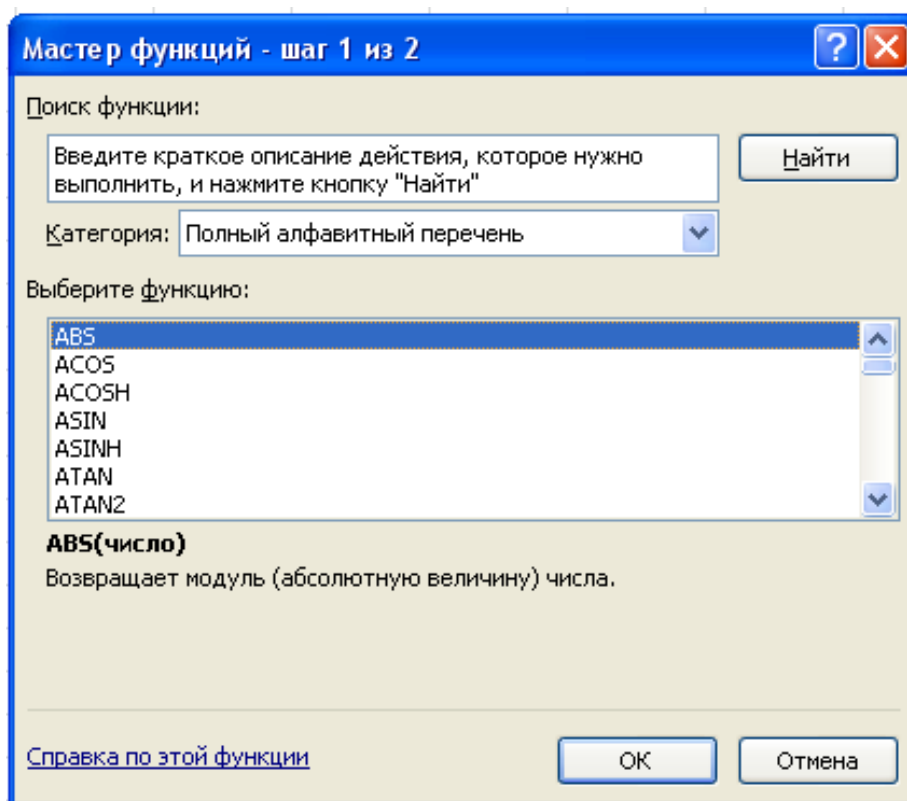 Мастер функций - шаг 1 из 2
Поиск функции:
Введите краткое описание действия, которое нужно
выполнить, и нажмите кнопку "Найти"
Найти
Категория: Полный алфавитный перечень
Выберите функцию:
ABS
ACOS
ACOSH
ASIN
ASINH
ATAN
ATAN2
ABS(число)
Возвращает модуль (абсолютную величину) числа.
Справка по этой функции
ОК
Отмена